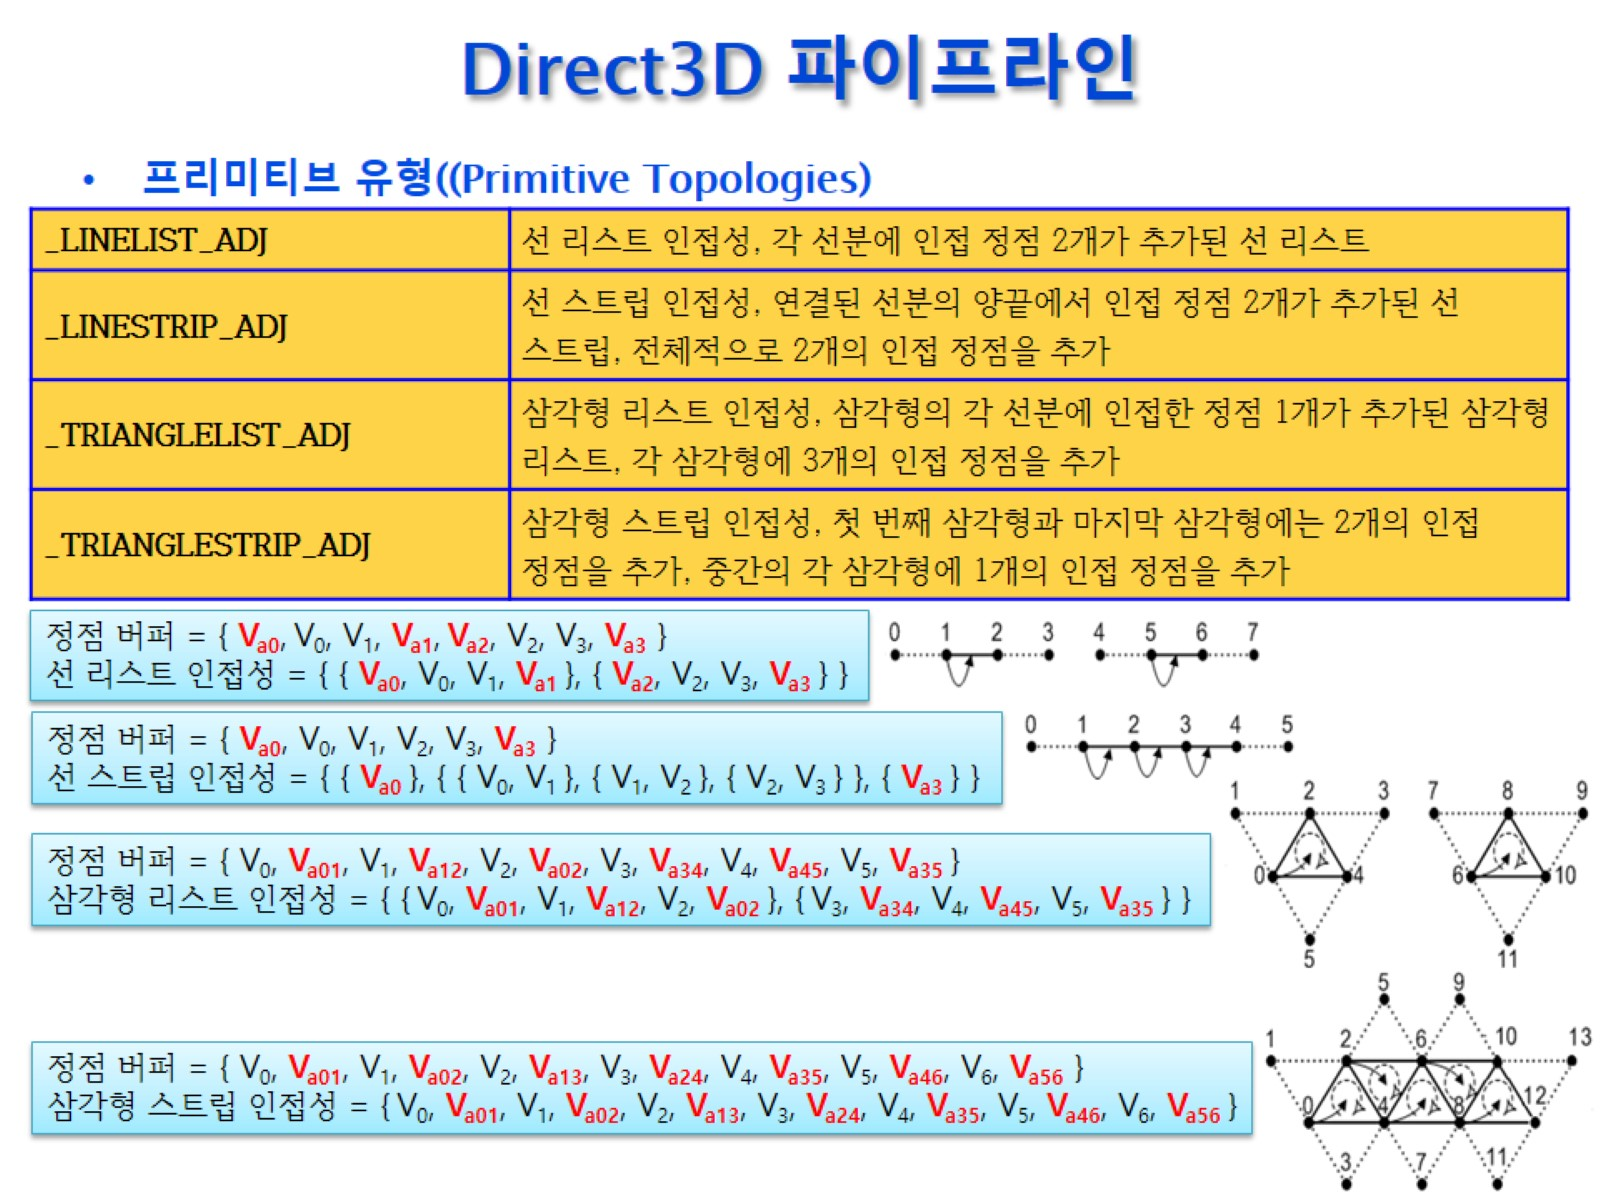 Direct3D 파이프라인
• 프리미티브 유형((Primitive Topologies)
_LINELIST_ADJ
선 리스트 인접성, 각 선분에 인접 정점 2개가 추가된 선 리스트
_LINESTRIP_ADJ
선 스트립 인접성, 연결된 선분의 양끝에서 인접 정점 2개가 추가된 선
스트립, 전체적으로 2개의 인접 정점을 추가
_TRIANGLELIST_ADJ
삼각형 리스트 인접성, 삼각형의 각 선분에 인접한 정점 1개가 추가된 삼각형
리스트, 각 삼각형에 3개의 인접 정점을 추가
_TRIANGLESTRIP_ADJ
삼각형 스트립 인접성, 첫 번째 삼각형과 마지막 삼각형에는 2개의 인접
정점을 추가, 중간의 각 삼각형에 1개의 인접 정점을 추가
정점 버퍼 = { Va0, V0, V1, Va1, Va2, V2, V3, Va3 }
선 리스트 인접성 = { { Va0, V0, V1, Va1 }, { Va2, V2, V3, Va3 } }
0 1 2 3 4 5 6 7
정점 버퍼 = { Va0, V0, V1, V2, V3, Va3 }
선 스트립 인접성 = { { Va0 }, { { V0, V1 }, { V1, V2 }, { V2, V3 } }, { Va3 } }
0 1 2 3 4 5
정점 버퍼 = { V0, Va01, V1, Va12, V2, Va02, V3, Va34, V4, Va45, V5, Va35 }
삼각형 리스트 인접성 = { { V0, Va01, V1, Va12, V2, Va02 }, { V3, Va34, V4, Va45, V5, Va35 } }
1 2 3 7 8 9
0 4 6 10
5 11
정점 버퍼 = { V0, Va01, V1, Va02, V2, Va13, V3, Va24, V4, Va35, V5, Va46, V6, Va56 }
삼각형 스트립 인접성 = { V0, Va01, V1, Va02, V2, Va13, V3, Va24, V4, Va35, V5, Va46, V6, Va56 }
5 9
1 2 6 10 13
0 4 8 12
3 7 11